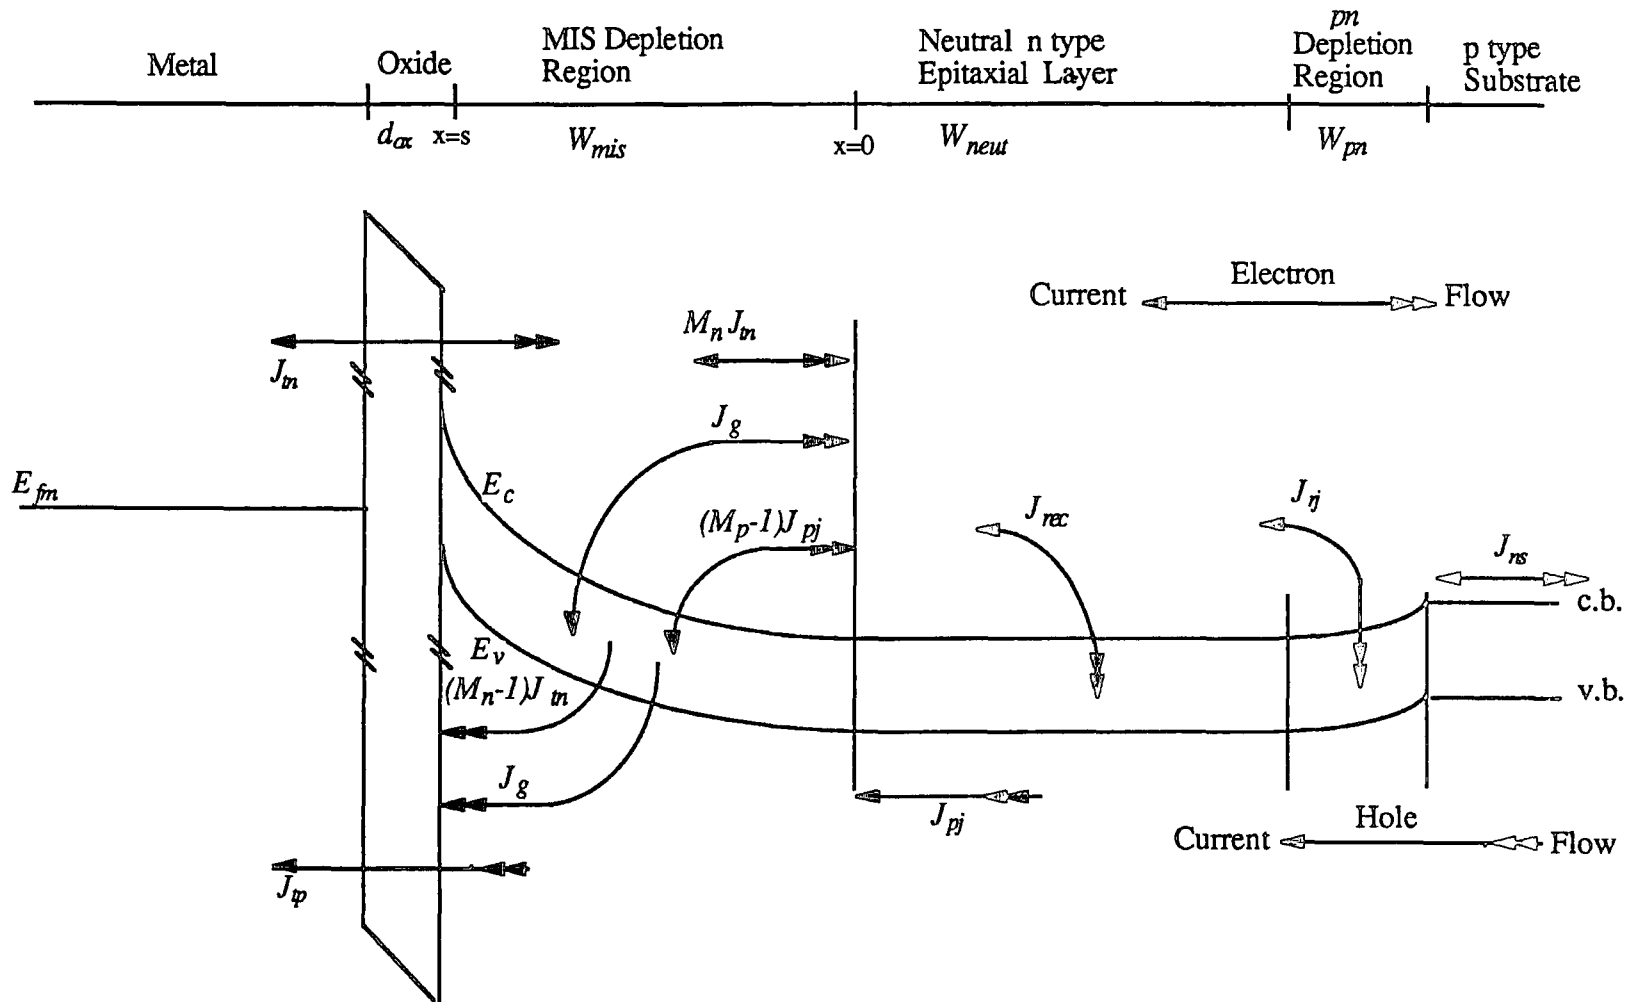 Metal
Oxide
MIS Depletion
Region
Neutral n type
Epitaxial Layer
pn
Depletion
Region
p type
Substrate
d_ox
x=s
W_mis
x=0
W_neut
W_pn
Electron
Current
Flow
J_tn
M_n J_tn
J_g
E_fm
E_c
(M_p-1)J_pj
J_rec
J_rj
J_ns
c.b.
E_v
(M_n-1)J_tn
v.b.
J_g
J_pj
Hole
Current
Flow
J_tp